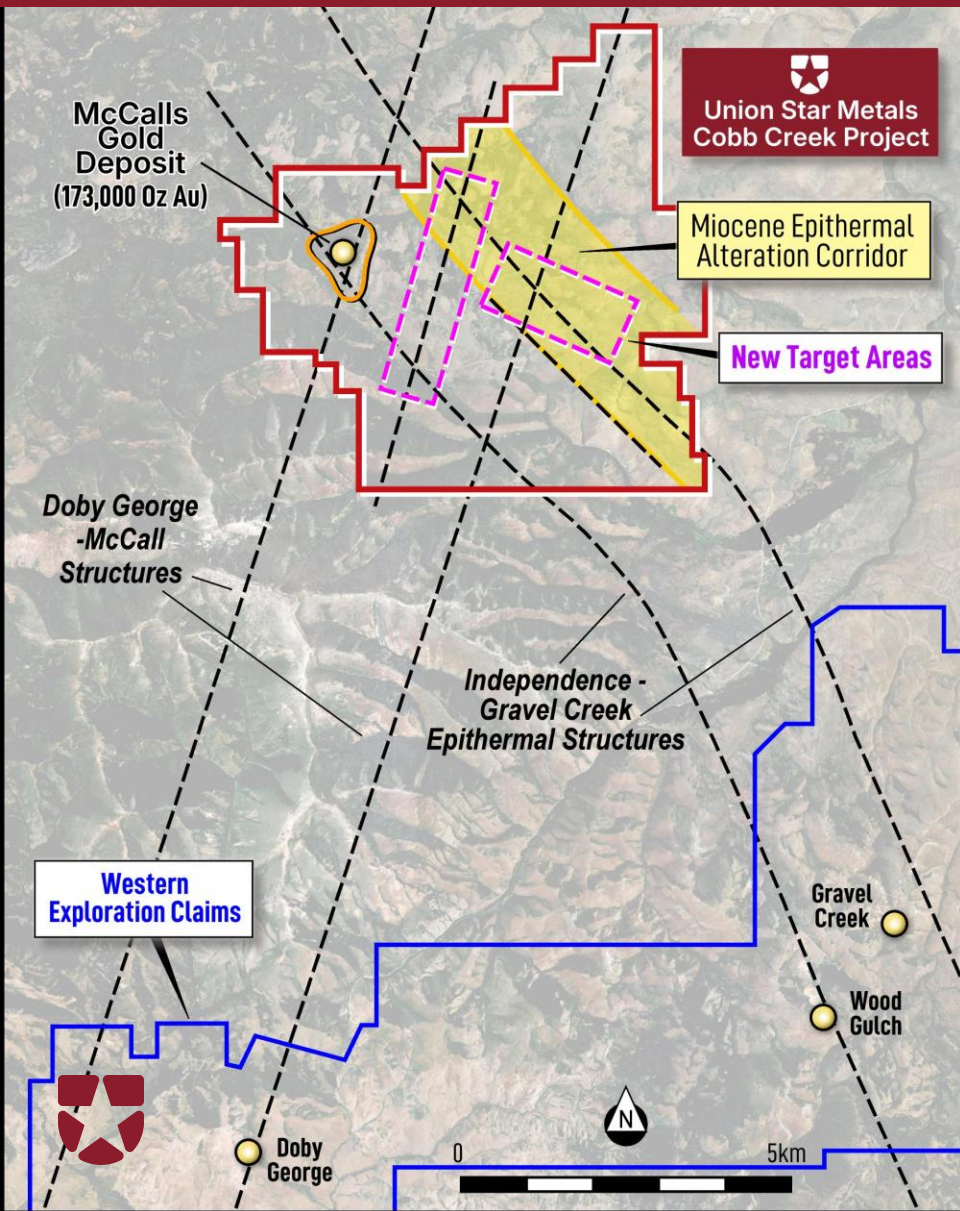 McCalls
Gold
Deposit
(173,000 Oz Au)
Union Star Metals
Cobb Creek Project
Miocene Epithermal
Alteration Corridor
New Target Areas
Doby George
-McCall
Structures
Independence -
Gravel Creek
Epithermal Structures
Western
Exploration Claims
Gravel
Creek
Wood
Gulch
Doby
George
N
0
5km